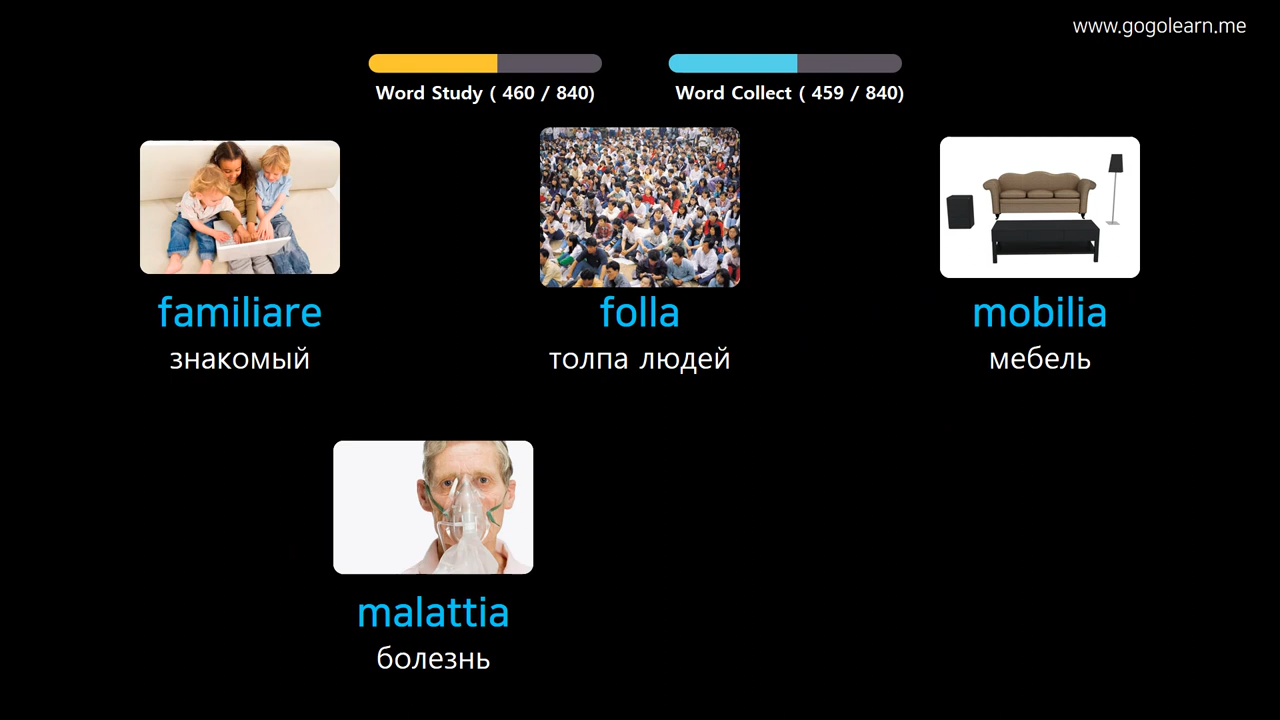 www.gogolearn.me
Word Study ( 460 / 840)
Word Collect ( 459 / 840)
familiare
знакомый
folla
толпа людей
mobilia
мебель
malattia
болезнь